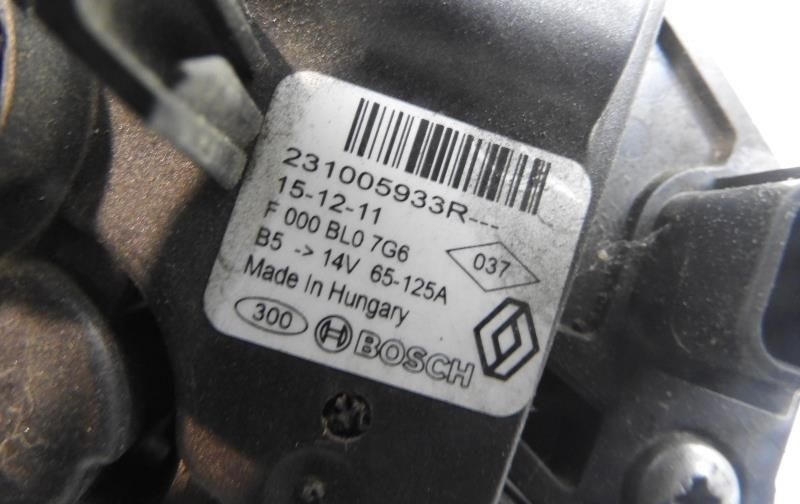 231005933R---
15-12-11
F 000 BL0 7G6
B5 -> 14V 65-125A
037
Made In Hungary
300
BOSCH